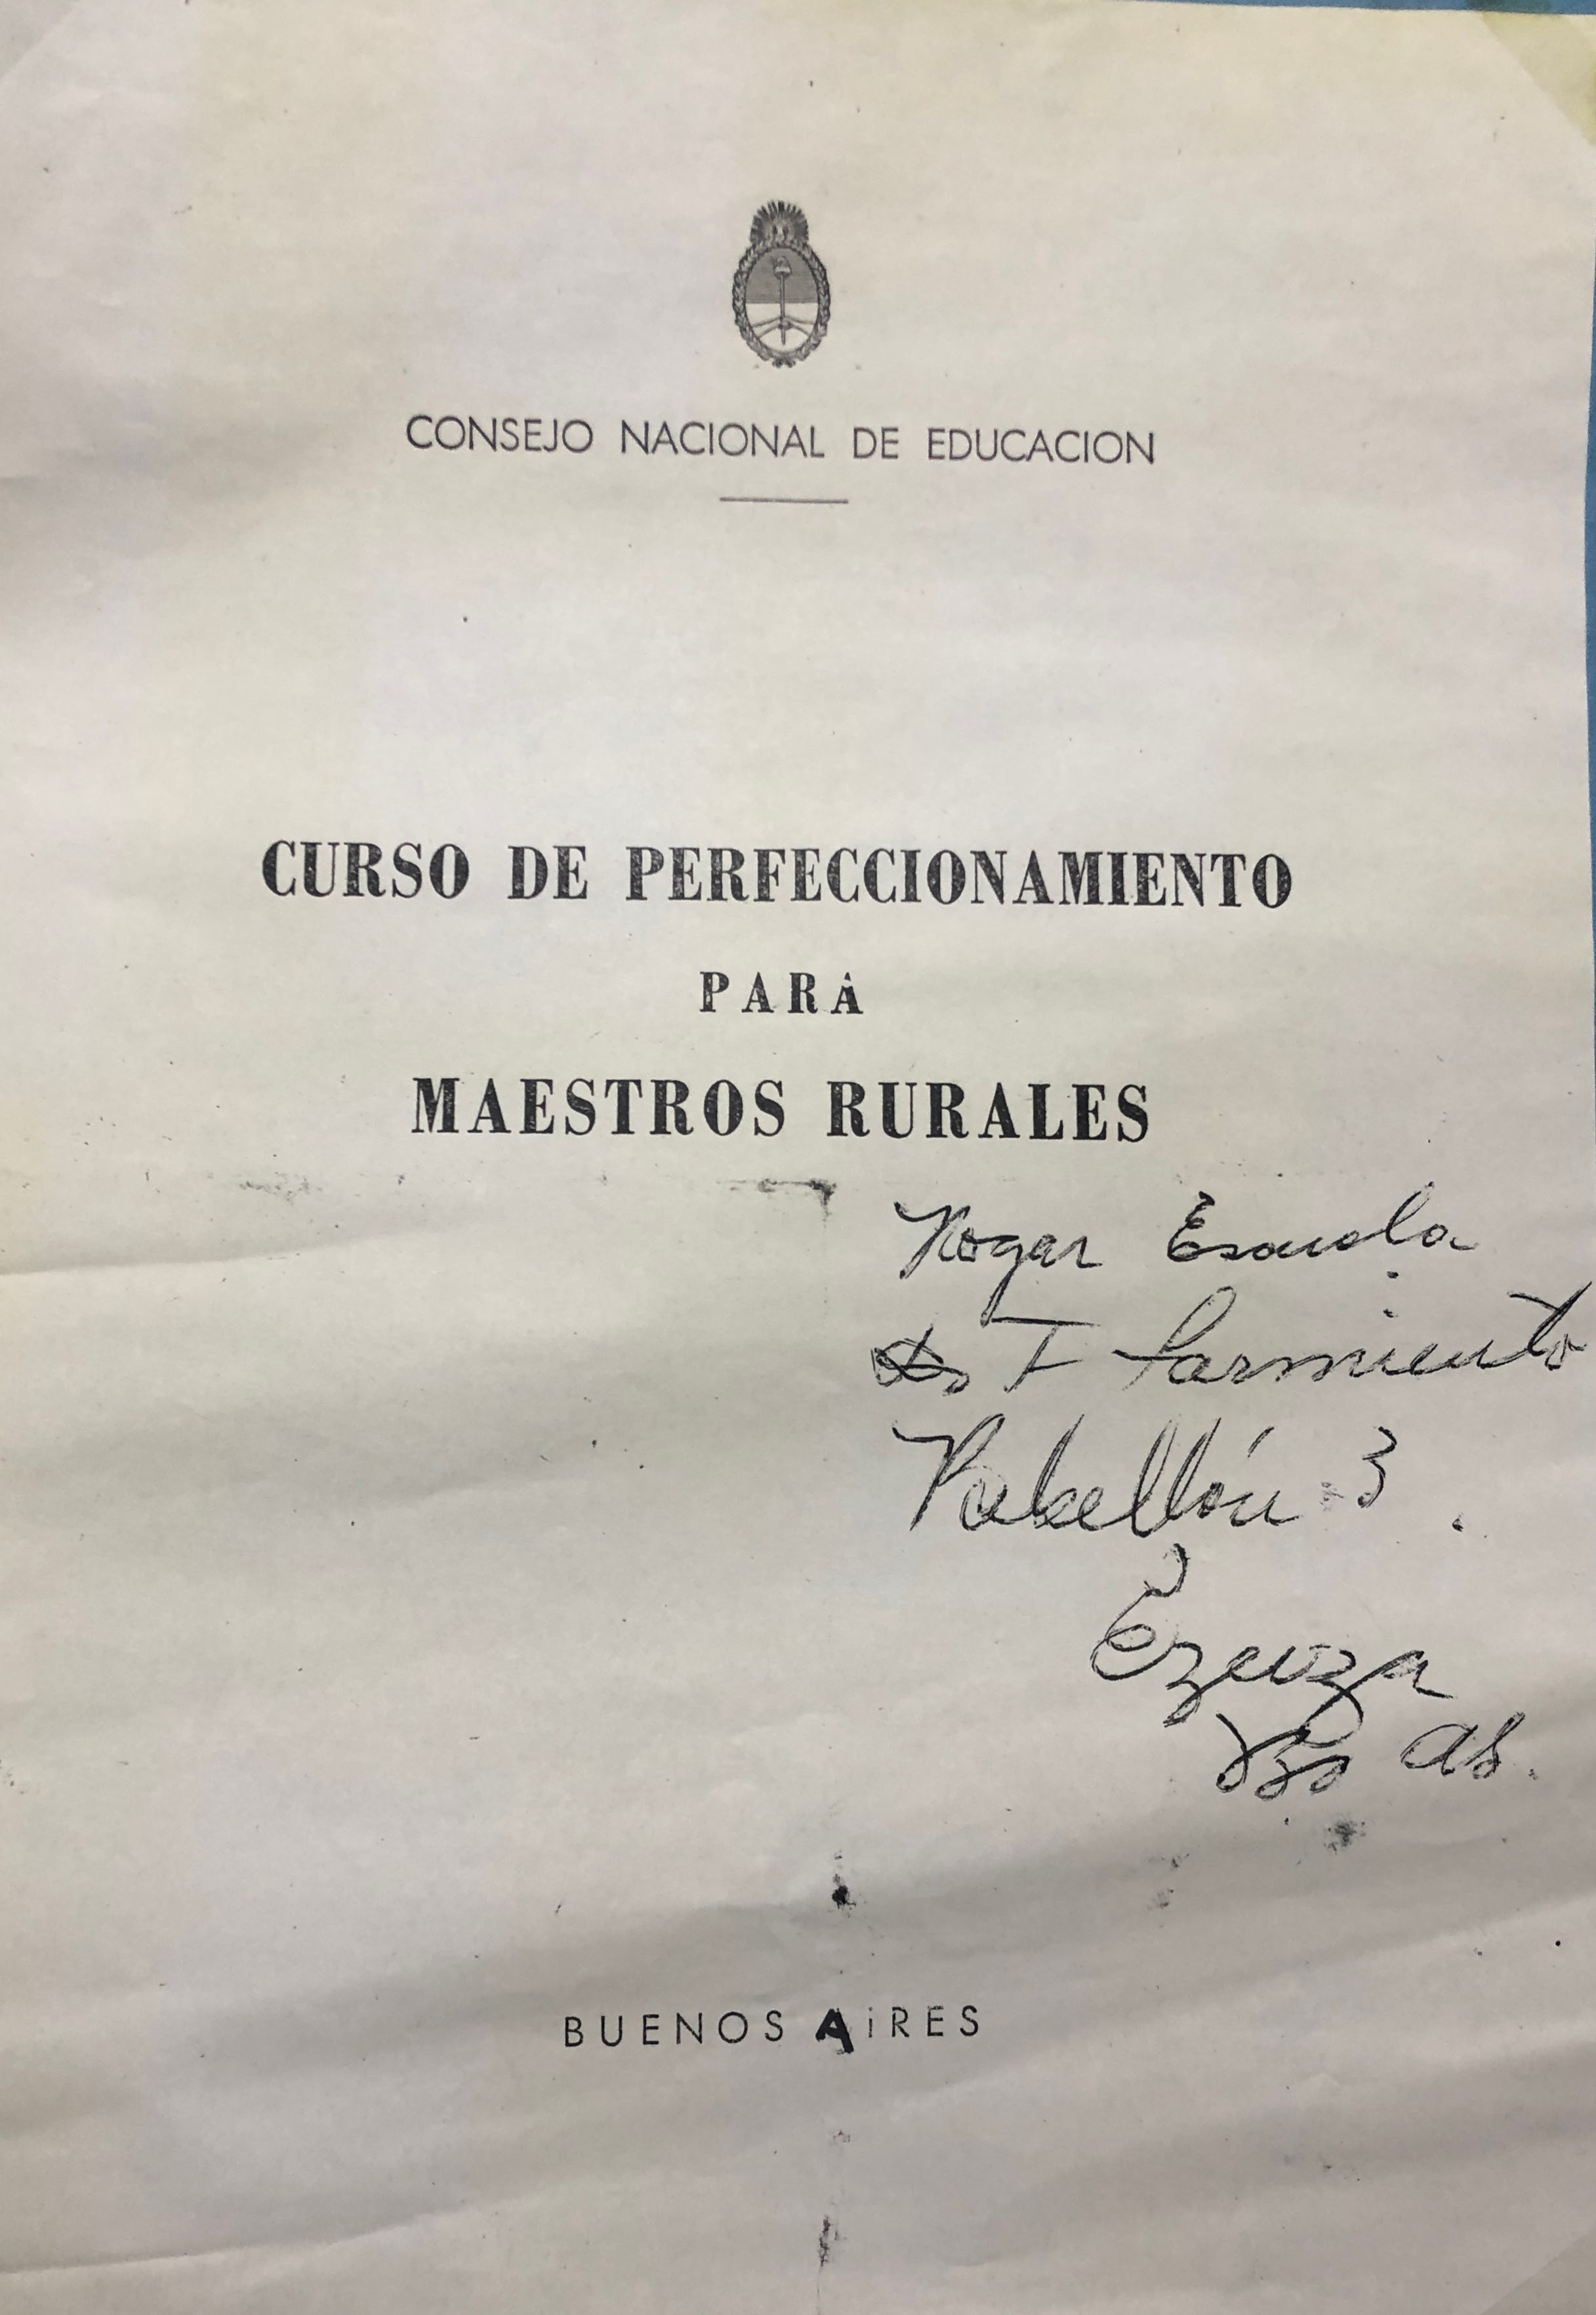 CONSEJO NACIONAL DE EDUCACION
CURSO DE PERFECCIONAMIENTO
PARA
MAESTROS RURALES
Hogar Escuela
T Sarmiento
Pabellón 3
Ezeiza
Bs As.
BUENOS AiRES